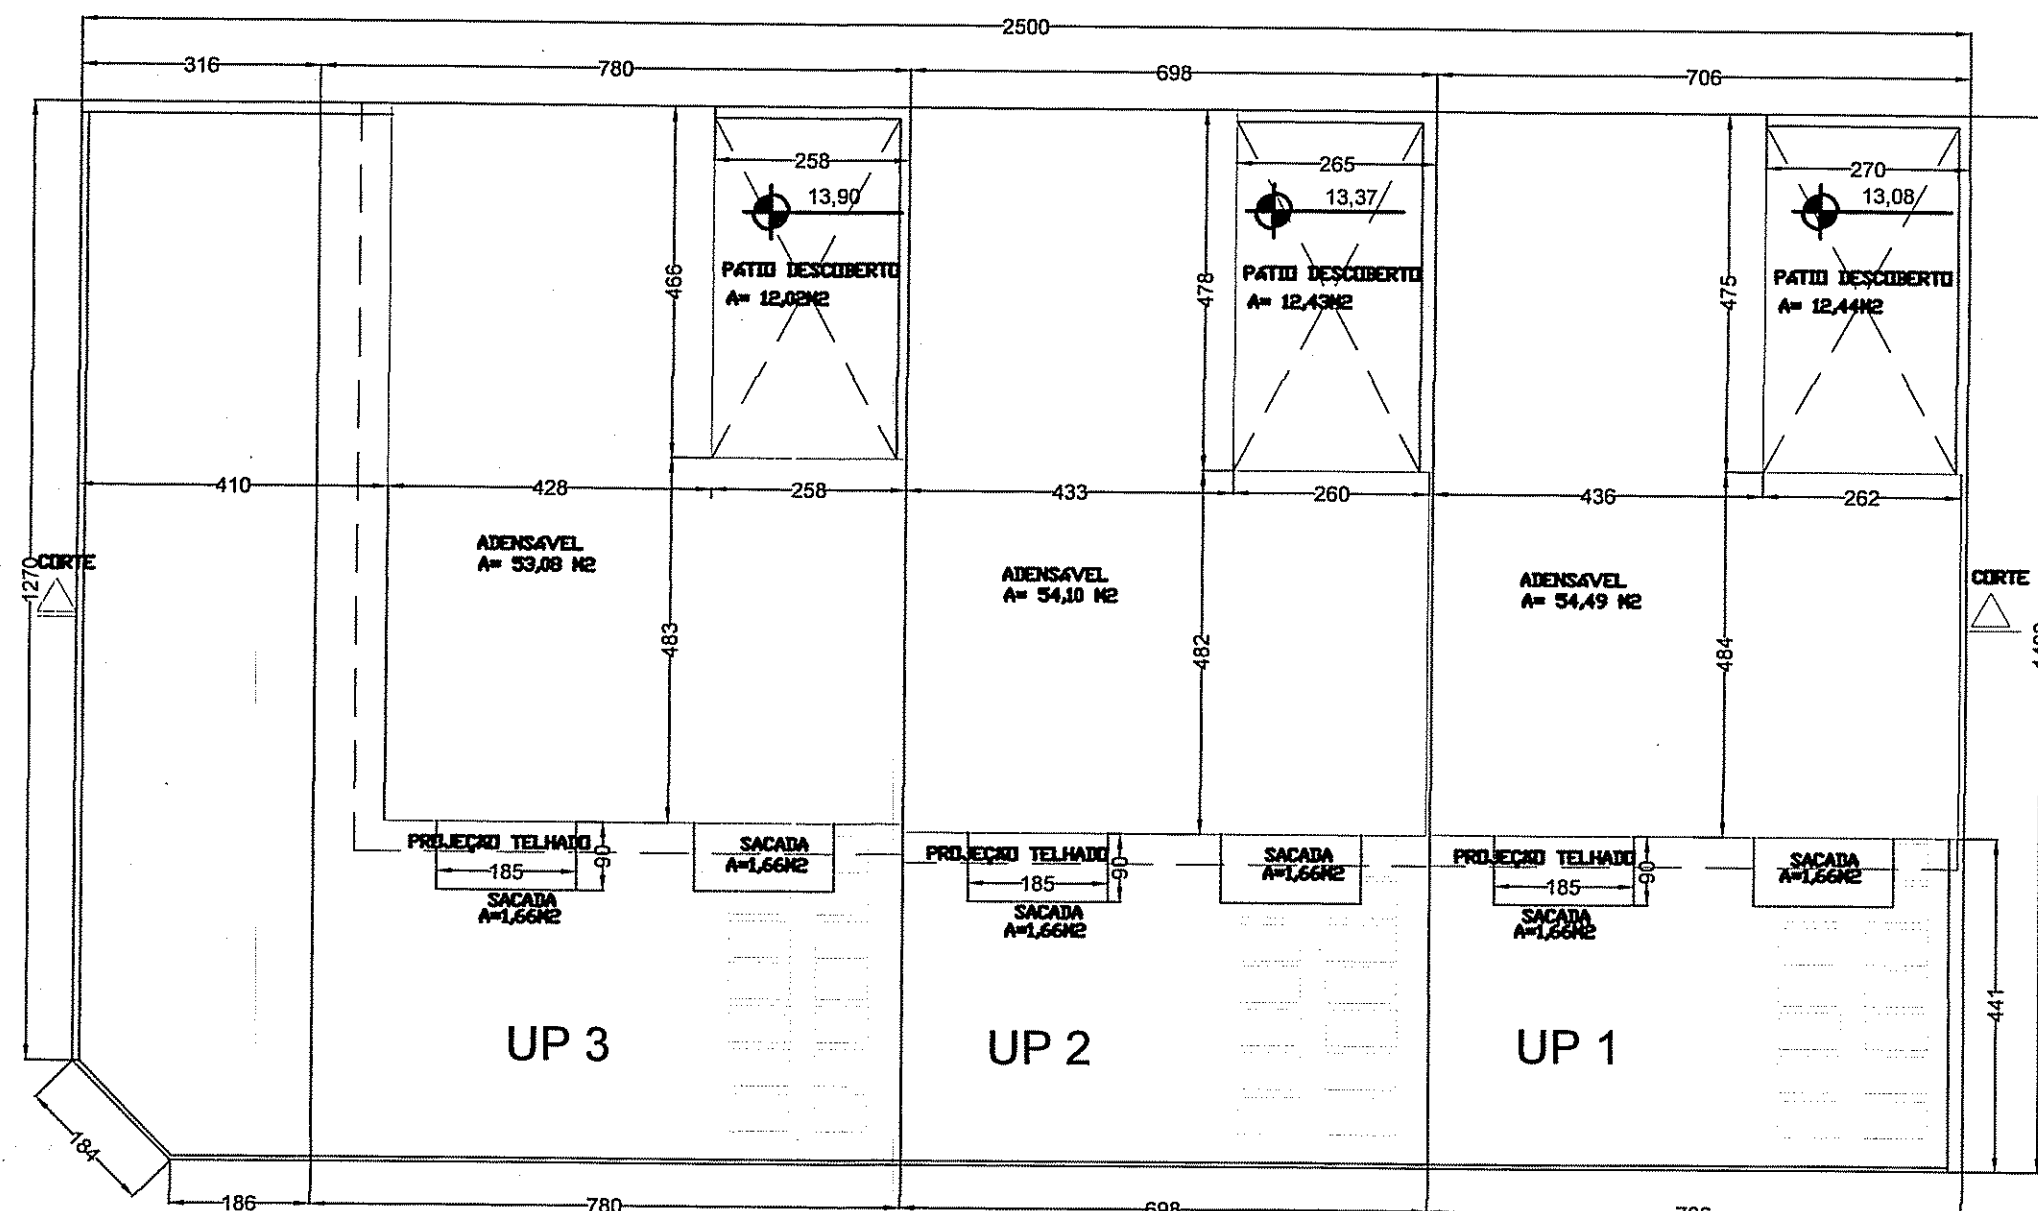 2500
316 780 698 706
258 265 270
13,90 13,37 13,08
466 478 475
PATIO DESCOBERTO
A= 12,02M2
PATIO DESCOBERTO
A= 12,43M2
PATIO DESCOBERTO
A= 12,44M2
410 428 258 433 260 436 262
ADENSÁVEL
A= 53,08 M2
ADENSÁVEL
A= 54,10 M2
ADENSÁVEL
A= 54,49 M2
CORTE
1270
CORTE
483 482 484
PROJEÇÃO TELHADO
90
185
SACADA
A=1,66M2
SACADA
A=1,66M2
PROJEÇÃO TELHADO
90
185
SACADA
A=1,66M2
SACADA
A=1,66M2
PROJEÇÃO TELHADO
90
185
SACADA
A=1,66M2
SACADA
A=1,66M2
441
UP 3 UP 2 UP 1
184
186 780 698